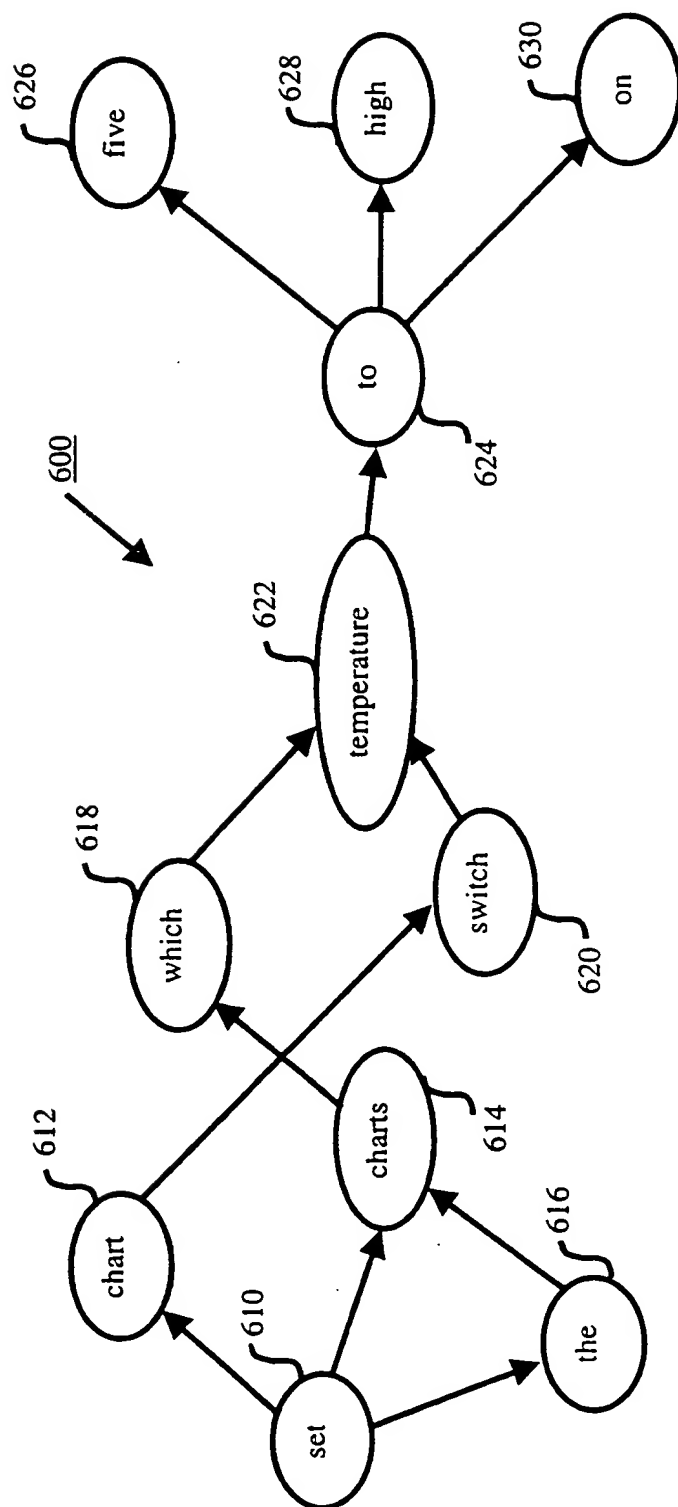 600
set
610
chart
612
charts
614
the
616
which
618
switch
620
temperature
622
to
624
five
626
high
628
on
630